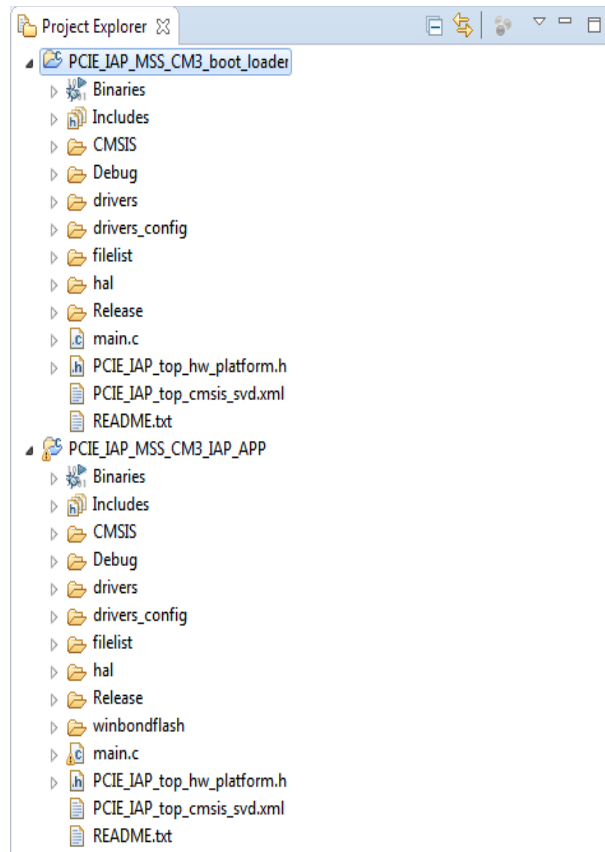 Project Explorer
PCIE_IAP_MSS_CM3_boot_loader
Binaries
Includes
CMSIS
Debug
drivers
drivers_config
filelist
hal
Release
main.c
PCIE_IAP_top_hw_platform.h
PCIE_IAP_top_cmsis_svd.xml
README.txt
PCIE_IAP_MSS_CM3_IAP_APP
Binaries
Includes
CMSIS
Debug
drivers
drivers_config
filelist
hal
Release
winbondflash
main.c
PCIE_IAP_top_hw_platform.h
PCIE_IAP_top_cmsis_svd.xml
README.txt